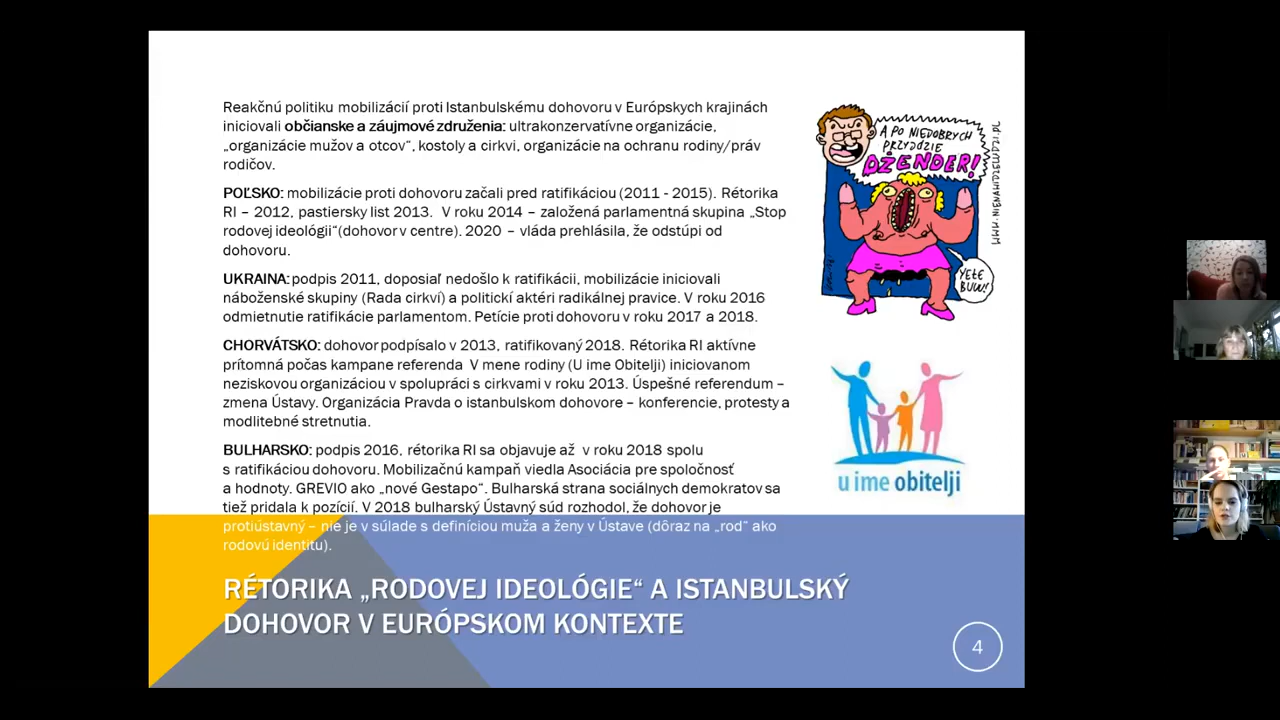 Reakčnú politiku mobilizácií proti Istanbulskému dohovoru v Európskych krajinách
iniciovali občianske a záujmové združenia: ultrakonzervatívne organizácie,
„organizácie mužov a otcov“, kostoly a cirkvi, organizácie na ochranu rodiny/práv
rodičov.
POĽSKO: mobilizácie proti dohovoru začali pred ratifikáciou (2011 - 2015). Rétorika
RI – 2012, pastiersky list 2013. V roku 2014 – založená parlamentná skupina „Stop
rodovej ideológii“(dohovor v centre). 2020 – vláda prehlásila, že odstúpi od
dohovoru.
UKRAINA: podpis 2011, doposiaľ nedošlo k ratifikácii, mobilizácie iniciovali
náboženské skupiny (Rada cirkví) a politickí aktéri radikálnej pravice. V roku 2016
odmietnutie ratifikácie parlamentom. Petície proti dohovoru v roku 2017 a 2018.
CHORVÁTSKO: dohovor podpísalo v 2013, ratifikovaný 2018. Rétorika RI aktívne
prítomná počas kampane referenda V mene rodiny (U ime Obitelji) iniciovanom
neziskovou organizáciou v spolupráci s cirkvami v roku 2013. Úspešné referendum –
zmena Ústavy. Organizácia Pravda o istanbulskom dohovore – konferencie, protesty a
modlitebné stretnutia.
BULHARSKO: podpis 2016, rétorika RI sa objavuje až v roku 2018 spolu
s ratifikáciou dohovoru. Mobilizačnú kampaň viedla Asociácia pre spoločnosť
a hodnoty. GREVIO ako „nové Gestapo“. Bulharská strana sociálnych demokratov sa
tiež pridala k pozícií. V 2018 bulharský Ústavný súd rozhodol, že dohovor je
protiústavný – nie je v súlade s definíciou muža a ženy v Ústave (dôraz na „rod“ ako
rodovú identitu).
A PO NIEDOBRYCH
PRZYJDZIE
DŻENDER!
YETE
BUU!
u ime obitelji
RÉTORIKA „RODOVEJ IDEOLÓGIE“ A ISTANBULSKÝ
DOHOVOR V EURÓPSKOM KONTEXTE
4